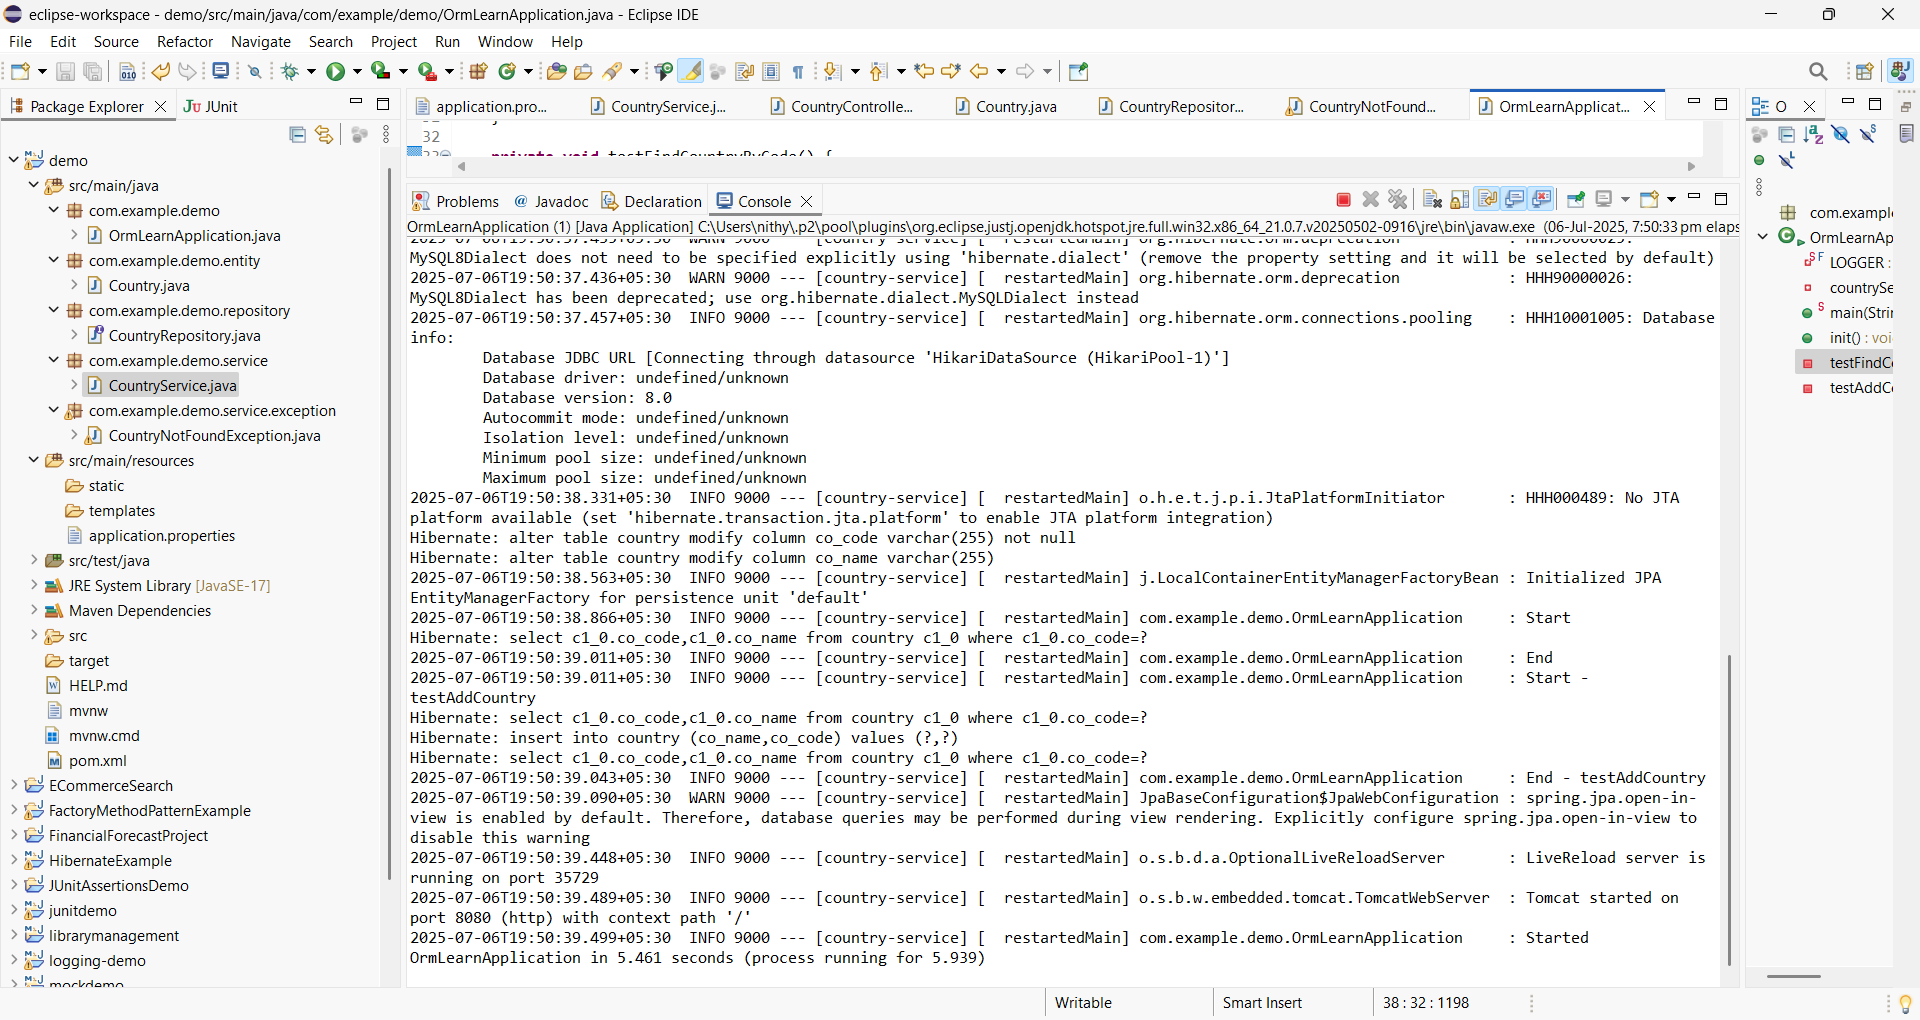 eclipse-workspace - demo/src/main/java/com/example/demo/OrmLearnApplication.java - Eclipse IDE
File Edit Source Refactor Navigate Search Project Run Window Help
Package Explorer
JUnit
demo
src/main/java
com.example.demo
OrmLearnApplication.java
com.example.demo.entity
Country.java
com.example.demo.repository
CountryRepository.java
com.example.demo.service
CountryService.java
com.example.demo.service.exception
CountryNotFoundException.java
src/main/resources
static
templates
application.properties
src/test/java
JRE System Library [JavaSE-17]
Maven Dependencies
src
target
HELP.md
mvnw
mvnw.cmd
pom.xml
ECommerceSearch
FactoryMethodPatternExample
FinancialForecastProject
HibernateExample
JUnitAssertionsDemo
junitdemo
librarymanagement
logging-demo
mockdemo
application.pro... CountryService.j... CountryControlle... Country.java CountryRepositor... CountryNotFound... OrmLearnApplicat...
32
private void testFindCountryByCode() {
Problems @ Javadoc Declaration Console
OrmLearnApplication (1) [Java Application] C:\Users\nithy\.p2\pool\plugins\org.eclipse.justj.openjdk.hotspot.jre.full.win32.x86_64_21.0.7.v20250502-0916\jre\bin\javaw.exe (06-Jul-2025, 7:50:33 pm elaps
2025-07-06T19:50:37.435+05:30  WARN 9000 --- [country-service] [  restartedMain] org.hibernate.orm.deprecation : HHH90000025:
MySQL8Dialect does not need to be specified explicitly using 'hibernate.dialect' (remove the property setting and it will be selected by default)
2025-07-06T19:50:37.436+05:30  WARN 9000 --- [country-service] [  restartedMain] org.hibernate.orm.deprecation : HHH90000026:
MySQL8Dialect has been deprecated; use org.hibernate.dialect.MySQLDialect instead
2025-07-06T19:50:37.457+05:30  INFO 9000 --- [country-service] [  restartedMain] org.hibernate.orm.connections.pooling : HHH10001005: Database
info:
Database JDBC URL [Connecting through datasource 'HikariDataSource (HikariPool-1)']
Database driver: undefined/unknown
Database version: 8.0
Autocommit mode: undefined/unknown
Isolation level: undefined/unknown
Minimum pool size: undefined/unknown
Maximum pool size: undefined/unknown
2025-07-06T19:50:38.331+05:30  INFO 9000 --- [country-service] [  restartedMain] o.h.e.t.j.p.i.JtaPlatformInitiator : HHH000489: No JTA
platform available (set 'hibernate.transaction.jta.platform' to enable JTA platform integration)
Hibernate: alter table country modify column co_code varchar(255) not null
Hibernate: alter table country modify column co_name varchar(255)
2025-07-06T19:50:38.563+05:30  INFO 9000 --- [country-service] [  restartedMain] j.LocalContainerEntityManagerFactoryBean : Initialized JPA
EntityManagerFactory for persistence unit 'default'
2025-07-06T19:50:38.866+05:30  INFO 9000 --- [country-service] [  restartedMain] com.example.demo.OrmLearnApplication : Start
Hibernate: select c1_0.co_code,c1_0.co_name from country c1_0 where c1_0.co_code=?
2025-07-06T19:50:39.011+05:30  INFO 9000 --- [country-service] [  restartedMain] com.example.demo.OrmLearnApplication : End
2025-07-06T19:50:39.011+05:30  INFO 9000 --- [country-service] [  restartedMain] com.example.demo.OrmLearnApplication : Start -
testAddCountry
Hibernate: select c1_0.co_code,c1_0.co_name from country c1_0 where c1_0.co_code=?
Hibernate: insert into country (co_name,co_code) values (?,?)
Hibernate: select c1_0.co_code,c1_0.co_name from country c1_0 where c1_0.co_code=?
2025-07-06T19:50:39.043+05:30  INFO 9000 --- [country-service] [  restartedMain] com.example.demo.OrmLearnApplication : End - testAddCountry
2025-07-06T19:50:39.090+05:30  WARN 9000 --- [country-service] [  restartedMain] JpaBaseConfiguration$JpaWebConfiguration : spring.jpa.open-in-
view is enabled by default. Therefore, database queries may be performed during view rendering. Explicitly configure spring.jpa.open-in-view to
disable this warning
2025-07-06T19:50:39.448+05:30  INFO 9000 --- [country-service] [  restartedMain] o.s.b.d.a.OptionalLiveReloadServer : LiveReload server is
running on port 35729
2025-07-06T19:50:39.489+05:30  INFO 9000 --- [country-service] [  restartedMain] o.s.b.w.embedded.tomcat.TomcatWebServer : Tomcat started on
port 8080 (http) with context path '/'
2025-07-06T19:50:39.499+05:30  INFO 9000 --- [country-service] [  restartedMain] com.example.demo.OrmLearnApplication : Started
OrmLearnApplication in 5.461 seconds (process running for 5.939)
O
com.exampl
OrmLearnAp
LOGGER :
countrySe
main(Strin
init() : voi
testFindCo
testAddCo
Writable
Smart Insert
38 : 32 : 1198